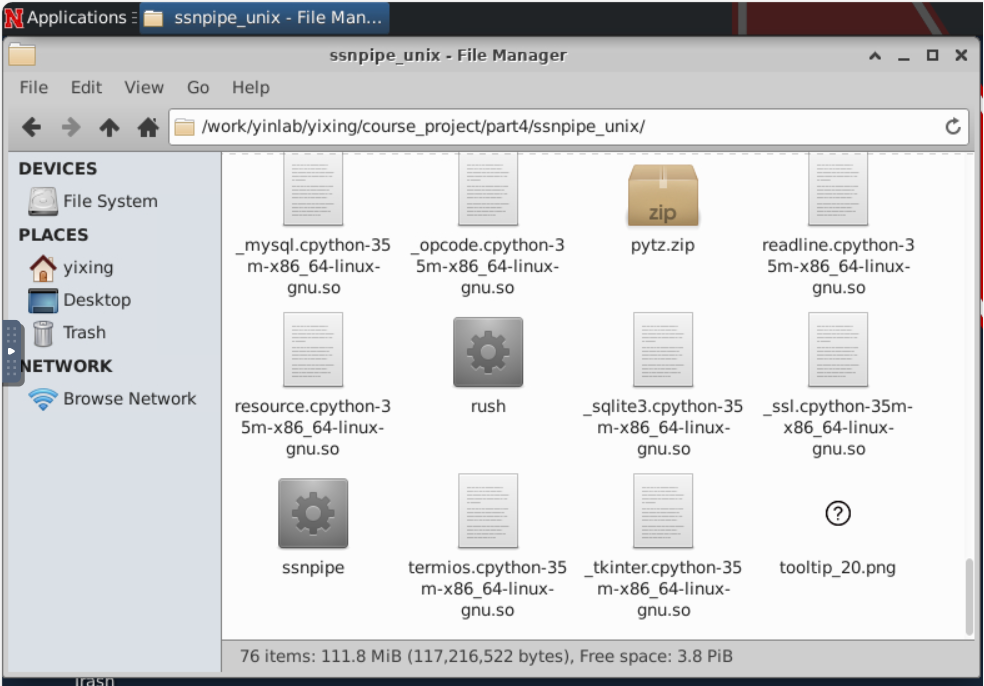 N Applications ssnpipe_unix - File Man...
ssnpipe_unix - File Manager
File Edit View Go Help
/work/yinlab/yixing/course_project/part4/ssnpipe_unix/
DEVICES
File System
PLACES
yixing
Desktop
Trash
NETWORK
Browse Network
_mysql.cpython-35
m-x86_64-linux-
gnu.so
_opcode.cpython-3
5m-x86_64-linux-
gnu.so
zip
pytz.zip
readline.cpython-3
5m-x86_64-linux-
gnu.so
resource.cpython-3
5m-x86_64-linux-
gnu.so
rush
_sqlite3.cpython-35
m-x86_64-linux-
gnu.so
_ssl.cpython-35m-
x86_64-linux-
gnu.so
ssnpipe
termios.cpython-35
m-x86_64-linux-
gnu.so
_tkinter.cpython-35
m-x86_64-linux-
gnu.so
?
tooltip_20.png
76 items: 111.8 MiB (117,216,522 bytes), Free space: 3.8 PiB
Trash